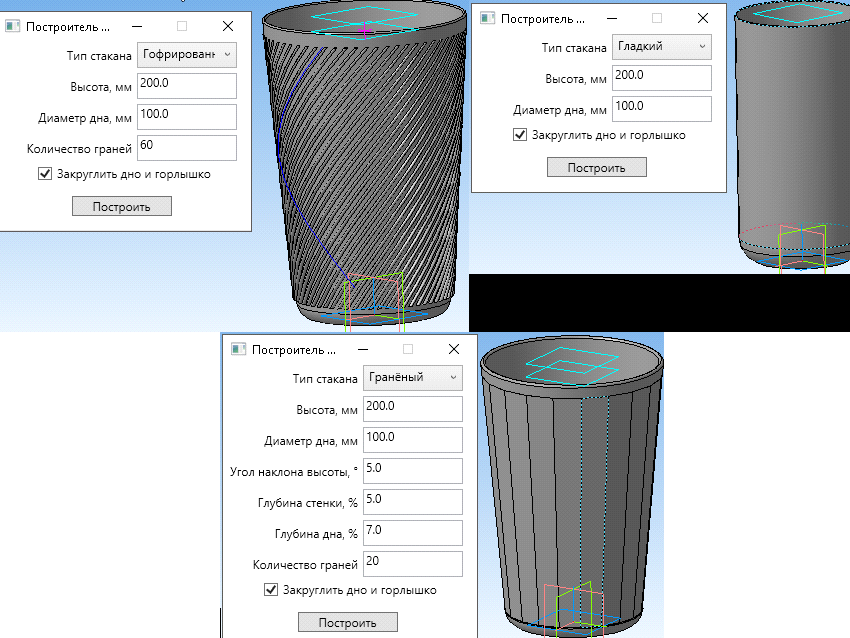 Построитель ...
Тип стакана Гофрированн
Высота, мм 200.0
Диаметр дна, мм 100.0
Количество граней 60
Закруглить дно и горлышко
Построить
Построитель ...
Тип стакана Гладкий
Высота, мм 200.0
Диаметр дна, мм 100.0
Закруглить дно и горлышко
Построить
Построитель ...
Тип стакана Гранёный
Высота, мм 200.0
Диаметр дна, мм 100.0
Угол наклона высоты, ° 5.0
Глубина стенки, % 5.0
Глубина дна, % 7.0
Количество граней 20
Закруглить дно и горлышко
Построить